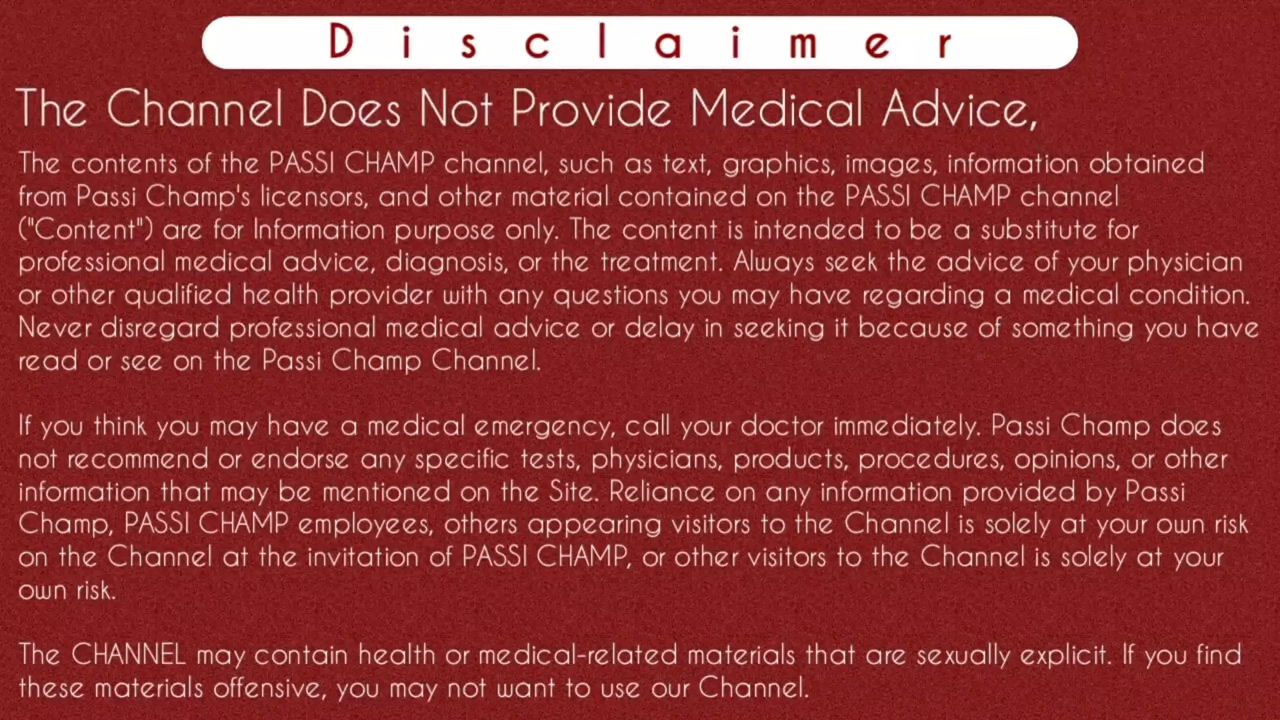 Disclaimer
The Channel Does Not Provide Medical Advice,
The contents of the PASSI CHAMP channel, such as text, graphics, images, information obtained
from Passi Champ's licensors, and other material contained on the PASSI CHAMP channel
("Content") are for Information purpose only. The content is intended to be a substitute for
professional medical advice, diagnosis, or the treatment. Always seek the advice of your physician
or other qualified health provider with any questions you may have regarding a medical condition.
Never disregard professional medical advice or delay in seeking it because of something you have
read or see on the Passi Champ Channel.
If you think you may have a medical emergency, call your doctor immediately. Passi Champ does
not recommend or endorse any specific tests, physicians, products, procedures, opinions, or other
information that may be mentioned on the Site. Reliance on any information provided by Passi
Champ, PASSI CHAMP employees, others appearing visitors to the Channel is solely at your own risk
on the Channel at the invitation of PASSI CHAMP, or other visitors to the Channel is solely at your
own risk.
The CHANNEL may contain health or medical-related materials that are sexually explicit. If you find
these materials offensive, you may not want to use our Channel.